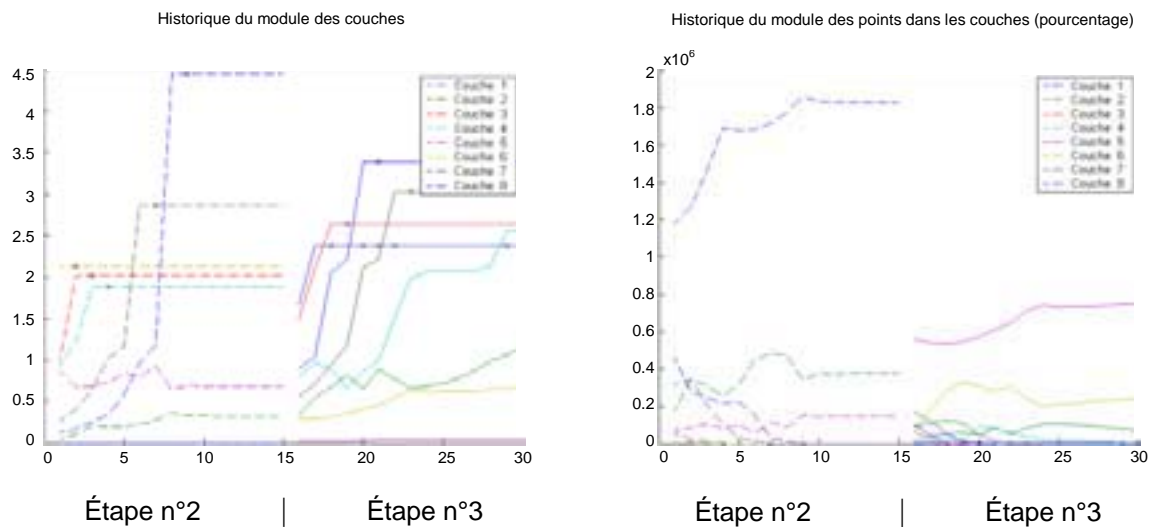 Historique du module des couches
4.5
4
3.5
3
2.5
2
1.5
1
0.5
0
0 5 10 15 20 25 30
Couche 1
Couche 2
Couche 3
Couche 4
Couche 5
Couche 6
Couche 7
Couche 8
Étape n°2 | Étape n°3
Historique du module des points dans les couches (pourcentage)
x10⁶
2
1.8
1.6
1.4
1.2
1
0.8
0.6
0.4
0.2
0
0 5 10 15 20 25 30
Couche 1
Couche 2
Couche 3
Couche 4
Couche 5
Couche 6
Couche 7
Couche 8
Étape n°2 | Étape n°3